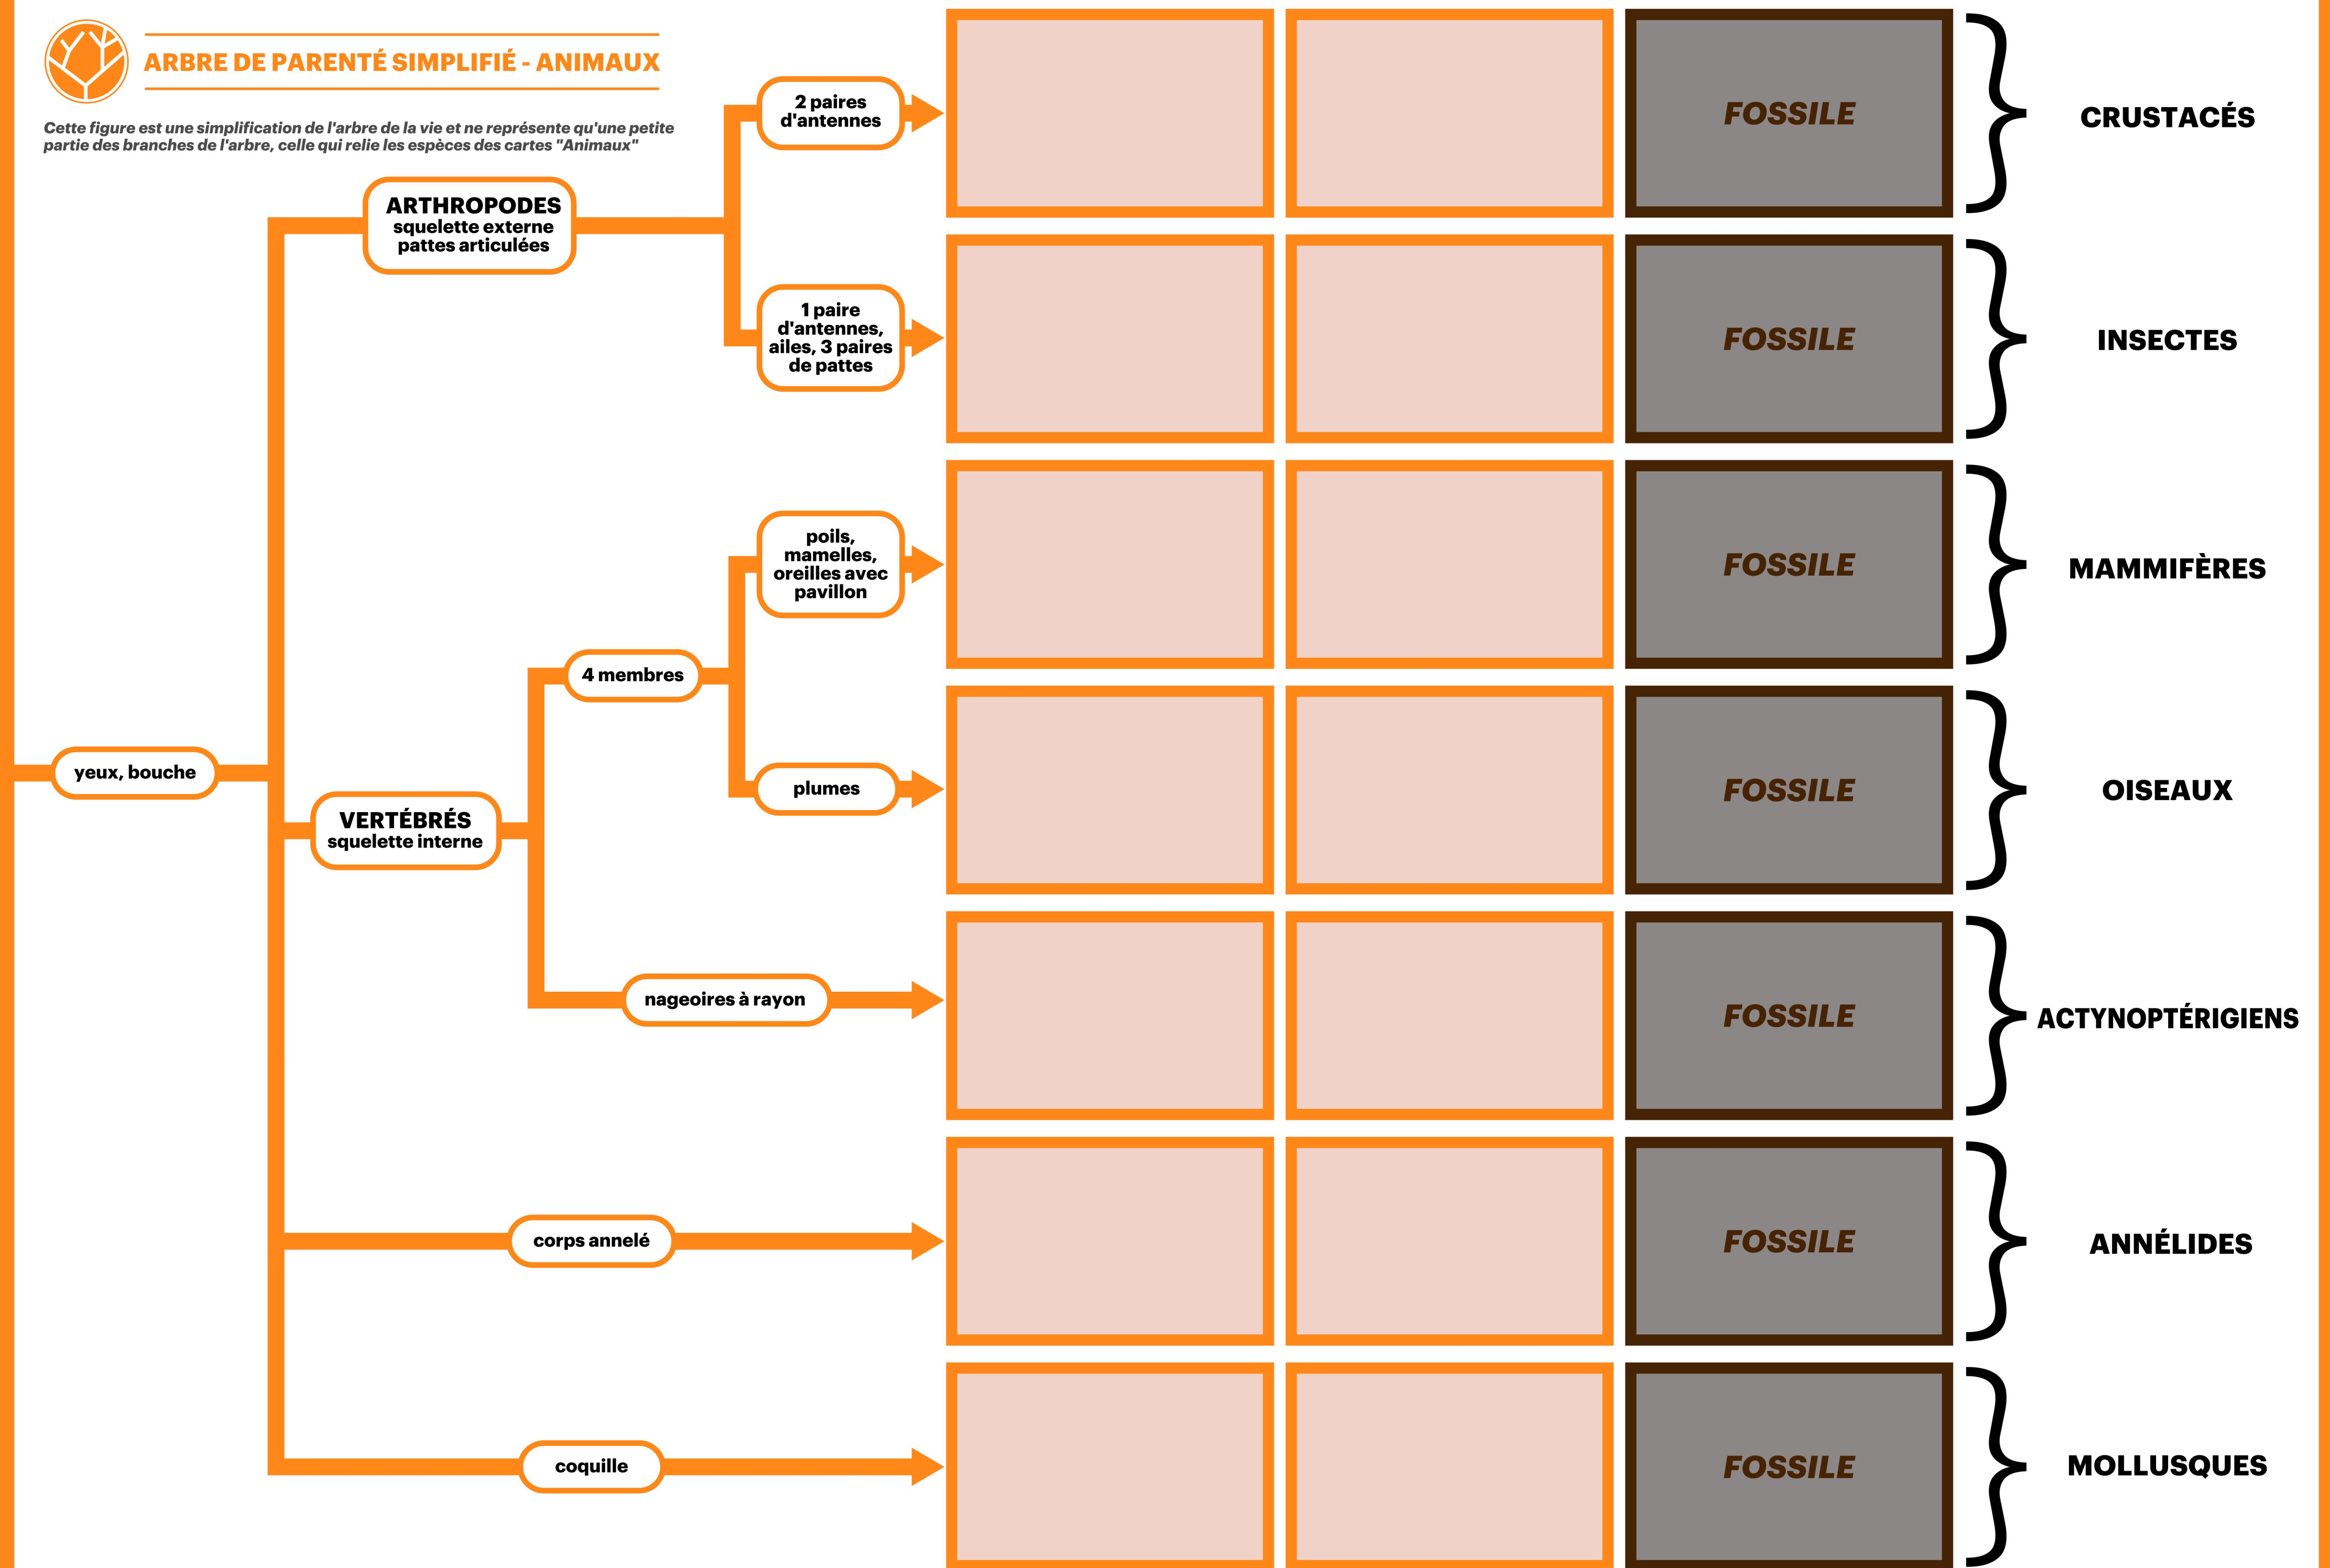 ARBRE DE PARENTÉ SIMPLIFIÉ - ANIMAUX
Cette figure est une simplification de l'arbre de la vie et ne représente qu'une petite
partie des branches de l'arbre, celle qui relie les espèces des cartes "Animaux"
2 paires
d'antennes
FOSSILE
CRUSTACÉS
ARTHROPODES
squelette externe
pattes articulées
1 paire
d'antennes,
ailes, 3 paires
de pattes
FOSSILE
INSECTES
poils,
mamelles,
oreilles avec
pavillon
FOSSILE
MAMMIFÈRES
4 membres
yeux, bouche
plumes
FOSSILE
OISEAUX
VERTÉBRÉS
squelette interne
nageoires à rayon
FOSSILE
ACTYNOPTÉRIGIENS
corps annelé
FOSSILE
ANNÉLIDES
coquille
FOSSILE
MOLLUSQUES